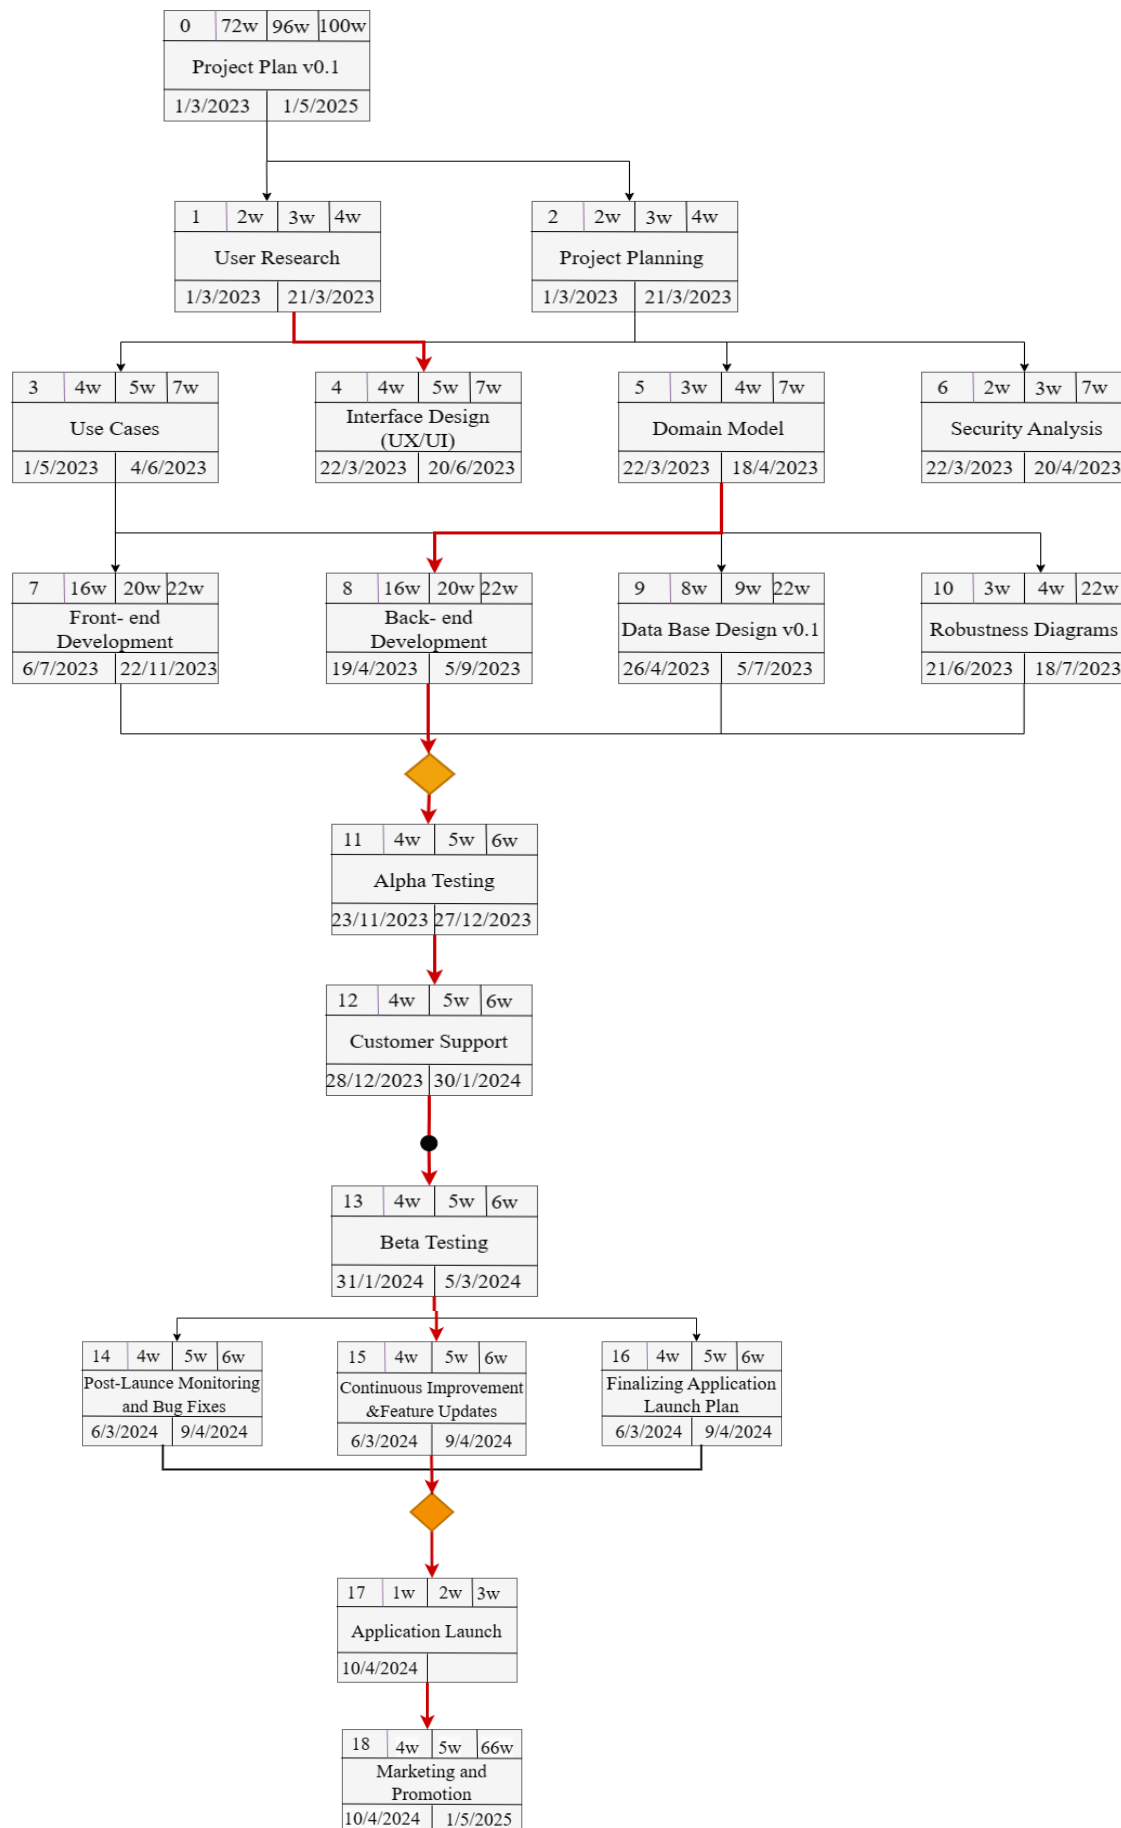 0 72w 96w 100w
Project Plan v0.1
1/3/2023 1/5/2025
1 2w 3w 4w
User Research
1/3/2023 21/3/2023
2 2w 3w 4w
Project Planning
1/3/2023 21/3/2023
3 4w 5w 7w
Use Cases
1/5/2023 4/6/2023
4 4w 5w 7w
Interface Design
(UX/UI)
22/3/2023 20/6/2023
5 3w 4w 7w
Domain Model
22/3/2023 18/4/2023
6 2w 3w 7w
Security Analysis
22/3/2023 20/4/2023
7 16w 20w 22w
Front- end
Development
6/7/2023 22/11/2023
8 16w 20w 22w
Back- end
Development
19/4/2023 5/9/2023
9 8w 9w 22w
Data Base Design v0.1
26/4/2023 5/7/2023
10 3w 4w 22w
Robustness Diagrams
21/6/2023 18/7/2023
11 4w 5w 6w
Alpha Testing
23/11/2023 27/12/2023
12 4w 5w 6w
Customer Support
28/12/2023 30/1/2024
13 4w 5w 6w
Beta Testing
31/1/2024 5/3/2024
14 4w 5w 6w
Post-Launce Monitoring
and Bug Fixes
6/3/2024 9/4/2024
15 4w 5w 6w
Continuous Improvement
&Feature Updates
6/3/2024 9/4/2024
16 4w 5w 6w
Finalizing Application
Launch Plan
6/3/2024 9/4/2024
17 1w 2w 3w
Application Launch
10/4/2024
18 4w 5w 66w
Marketing and
Promotion
10/4/2024 1/5/2025